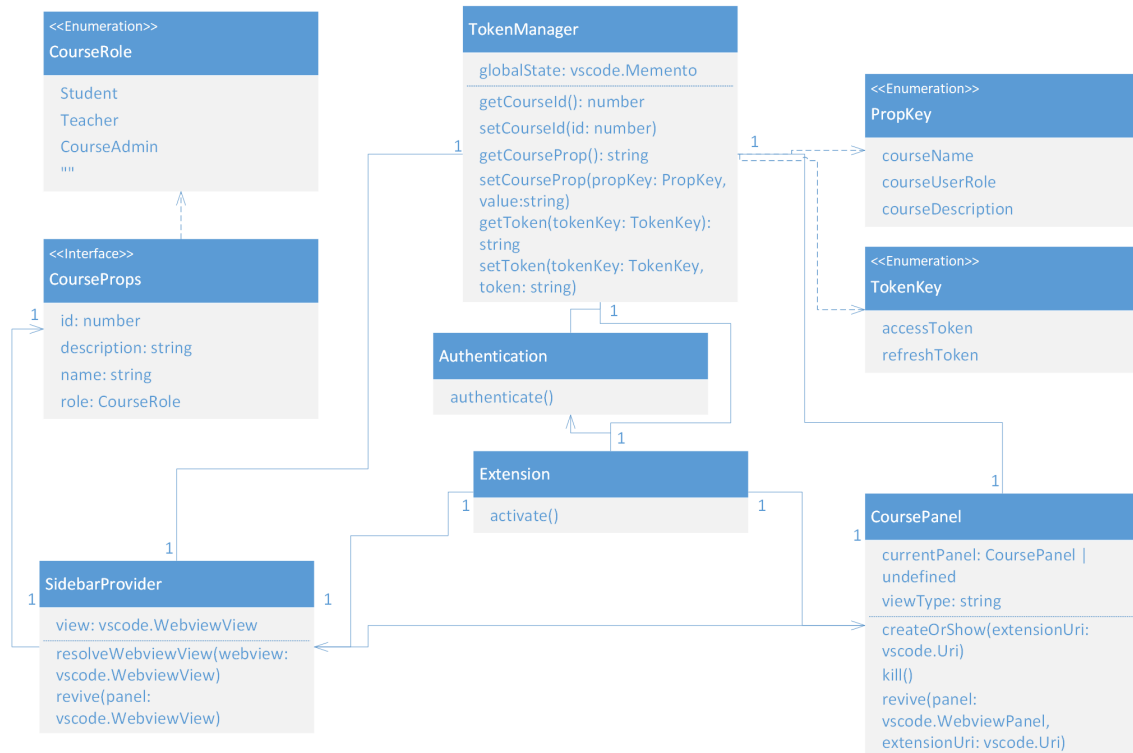 <<Enumeration>>
CourseRole
Student
Teacher
CourseAdmin
""
TokenManager
globalState: vscode.Memento
getCourseId(): number
setCourseId(id: number)
getCourseProp(): string
setCourseProp(propKey: PropKey,
value:string)
getToken(tokenKey: TokenKey):
string
setToken(tokenKey: TokenKey,
token: string)
1
1
1
<<Enumeration>>
PropKey
courseName
courseUserRole
courseDescription
<<Enumeration>>
TokenKey
accessToken
refreshToken
<<Interface>>
CourseProps
id: number
description: string
name: string
role: CourseRole
1
Authentication
authenticate()
1
Extension
activate()
1
1
1
1
CoursePanel
currentPanel: CoursePanel |
undefined
viewType: string
createOrShow(extensionUri:
vscode.Uri)
kill()
revive(panel:
vscode.WebviewPanel,
extensionUri: vscode.Uri)
1
SidebarProvider
view: vscode.WebviewView
resolveWebviewView(webview:
vscode.WebviewView)
revive(panel:
vscode.WebviewView)
1
1